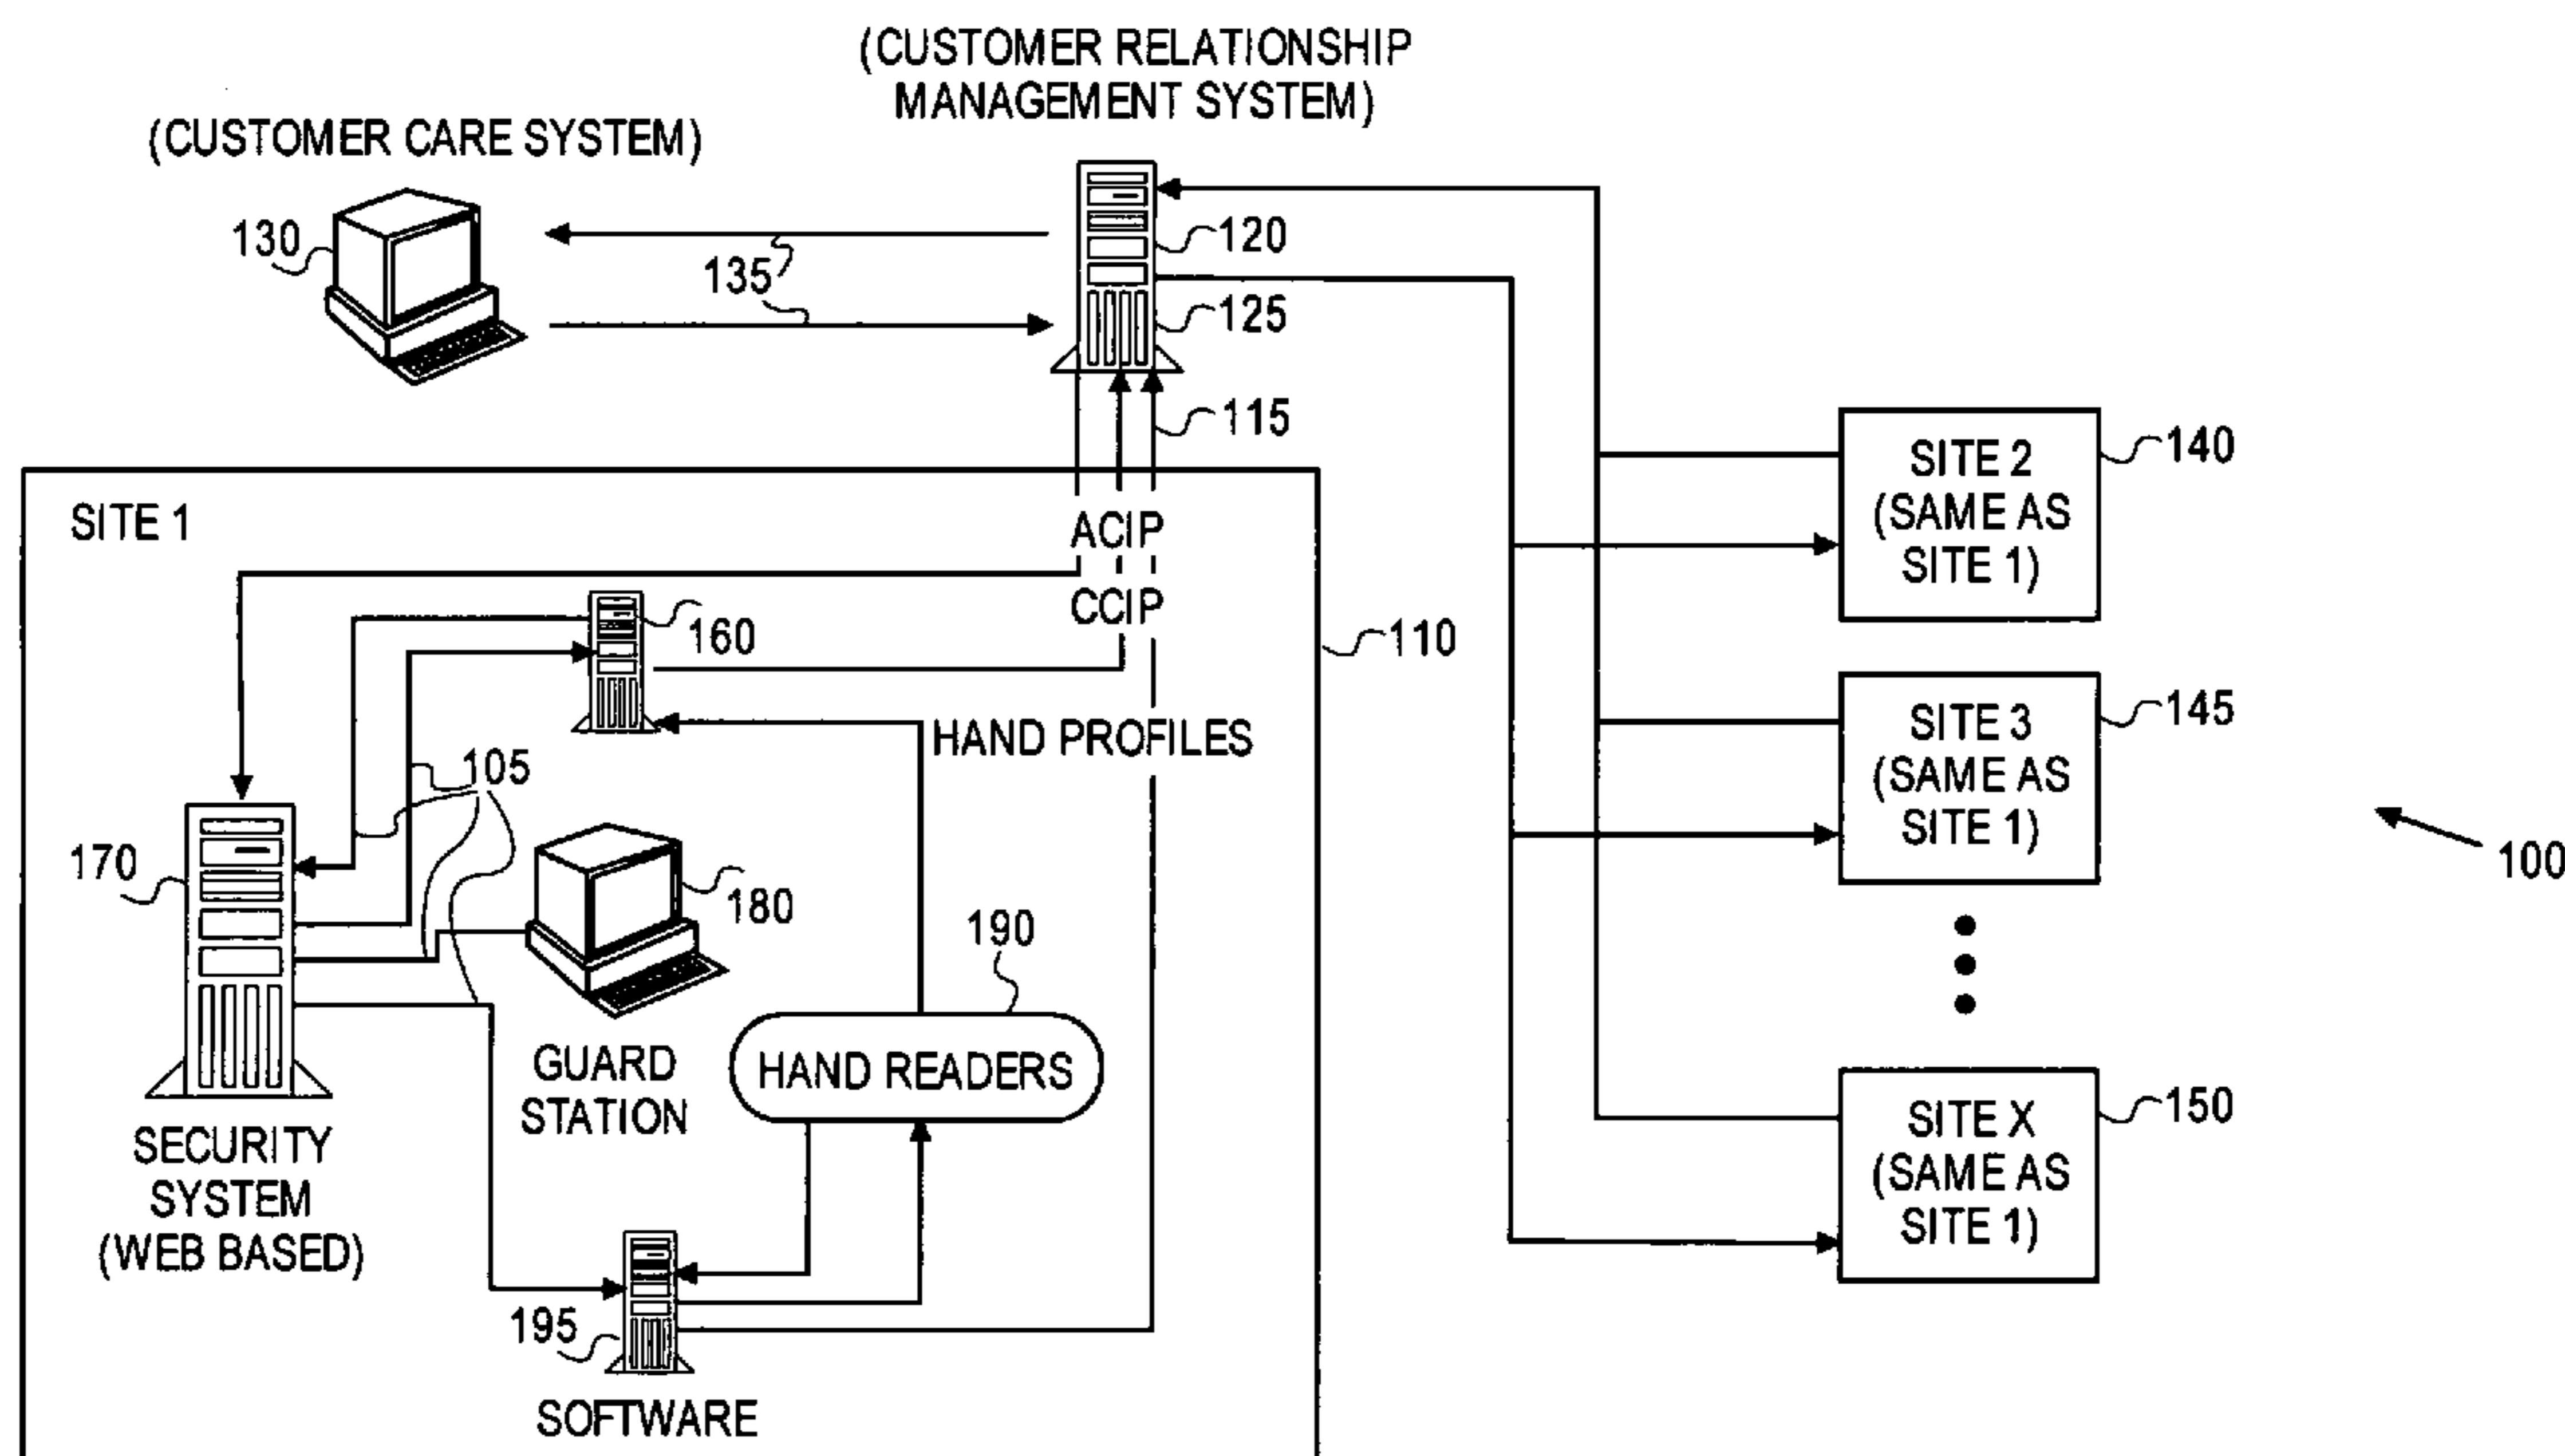 (CUSTOMER RELATIONSHIP
MANAGEMENT SYSTEM)
(CUSTOMER CARE SYSTEM)
130
135
120
125
115
SITE 1
ACIP
CCIP
160
110
HAND PROFILES
105
170
180
190
HAND READERS
GUARD
STATION
SECURITY
SYSTEM
(WEB BASED)
195
SOFTWARE
SITE 2
(SAME AS
SITE 1)
140
SITE 3
(SAME AS
SITE 1)
145
100
SITE X
(SAME AS
SITE 1)
150